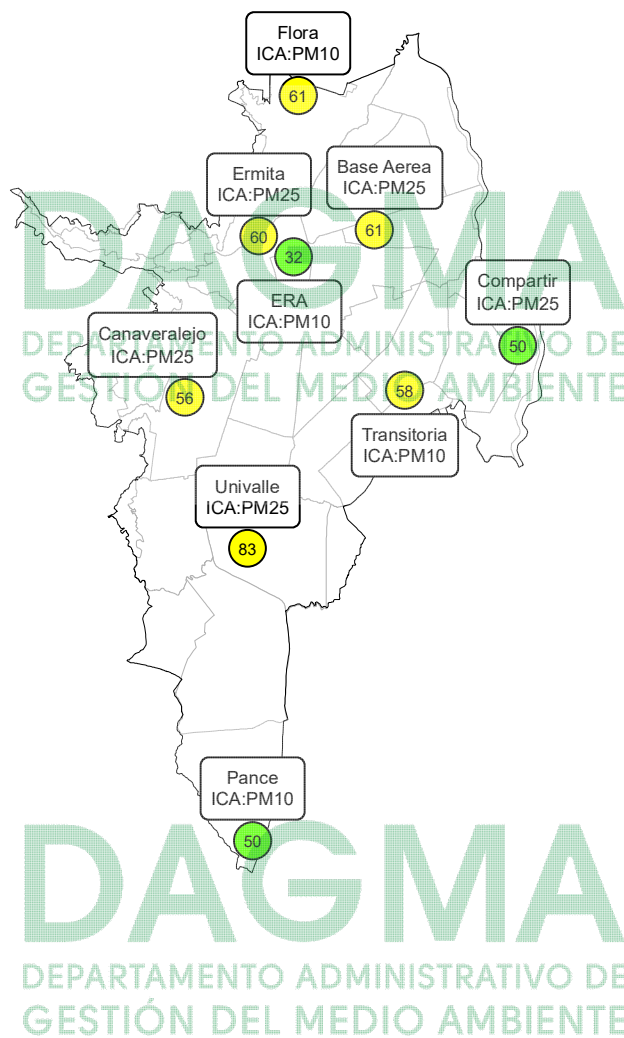 Flora
ICA:PM10
61
Ermita
ICA:PM25
60
Base Aerea
ICA:PM25
61
32
ERA
ICA:PM10
Compartir
ICA:PM25
50
Canaveralejo
ICA:PM25
56
58
Transitoria
ICA:PM10
Univalle
ICA:PM25
83
Pance
ICA:PM10
50
DAGMA
DEPARTAMENTO ADMINISTRATIVO DE
GESTIÓN DEL MEDIO AMBIENTE
DAGMA
DEPARTAMENTO ADMINISTRATIVO DE
GESTIÓN DEL MEDIO AMBIENTE